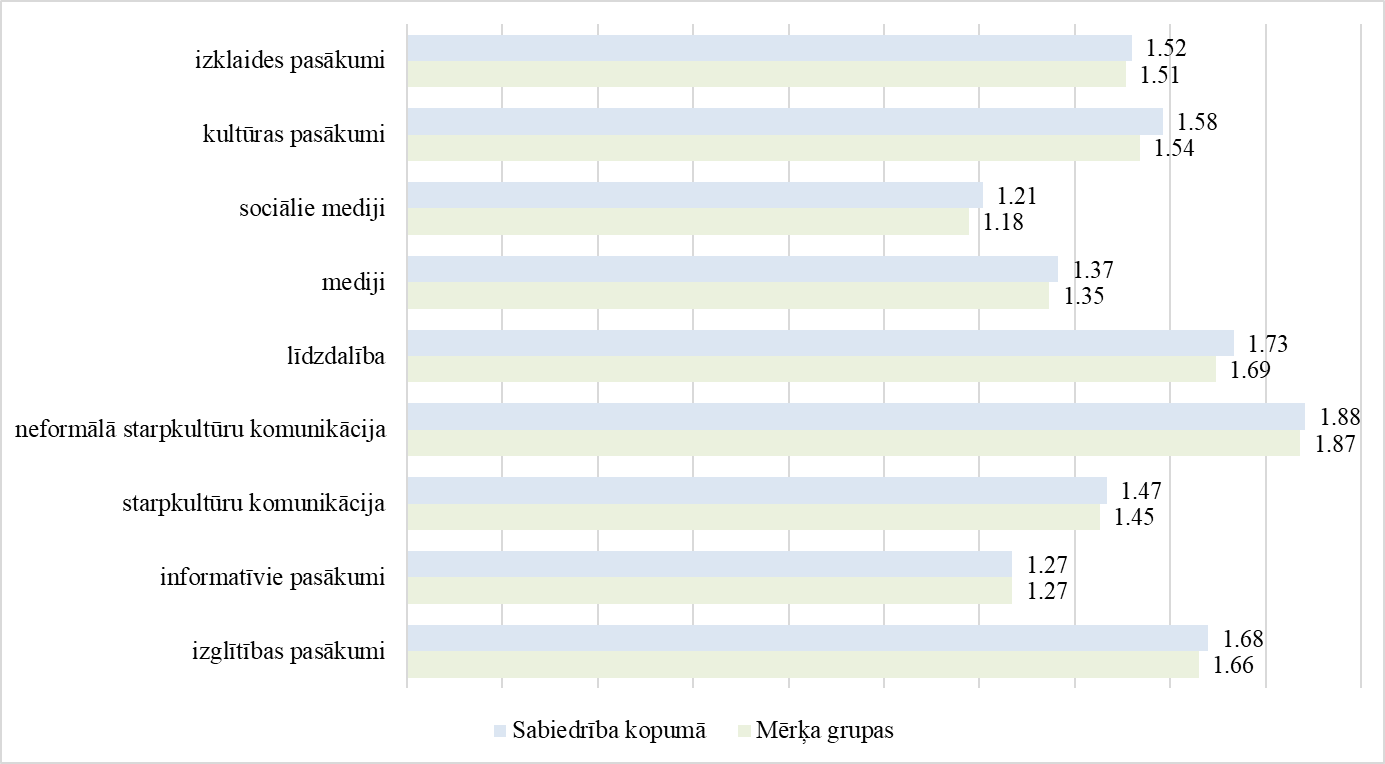 izklaides pasākumi
1.52
1.51
kultūras pasākumi
1.58
1.54
sociālie mediji
1.21
1.18
mediji
1.37
1.35
līdzdalība
1.73
1.69
neformālā starpkultūru komunikācija
1.88
1.87
starpkultūru komunikācija
1.47
1.45
informatīvie pasākumi
1.27
1.27
izglītības pasākumi
1.68
1.66
Sabiedrība kopumā
Mērķa grupas